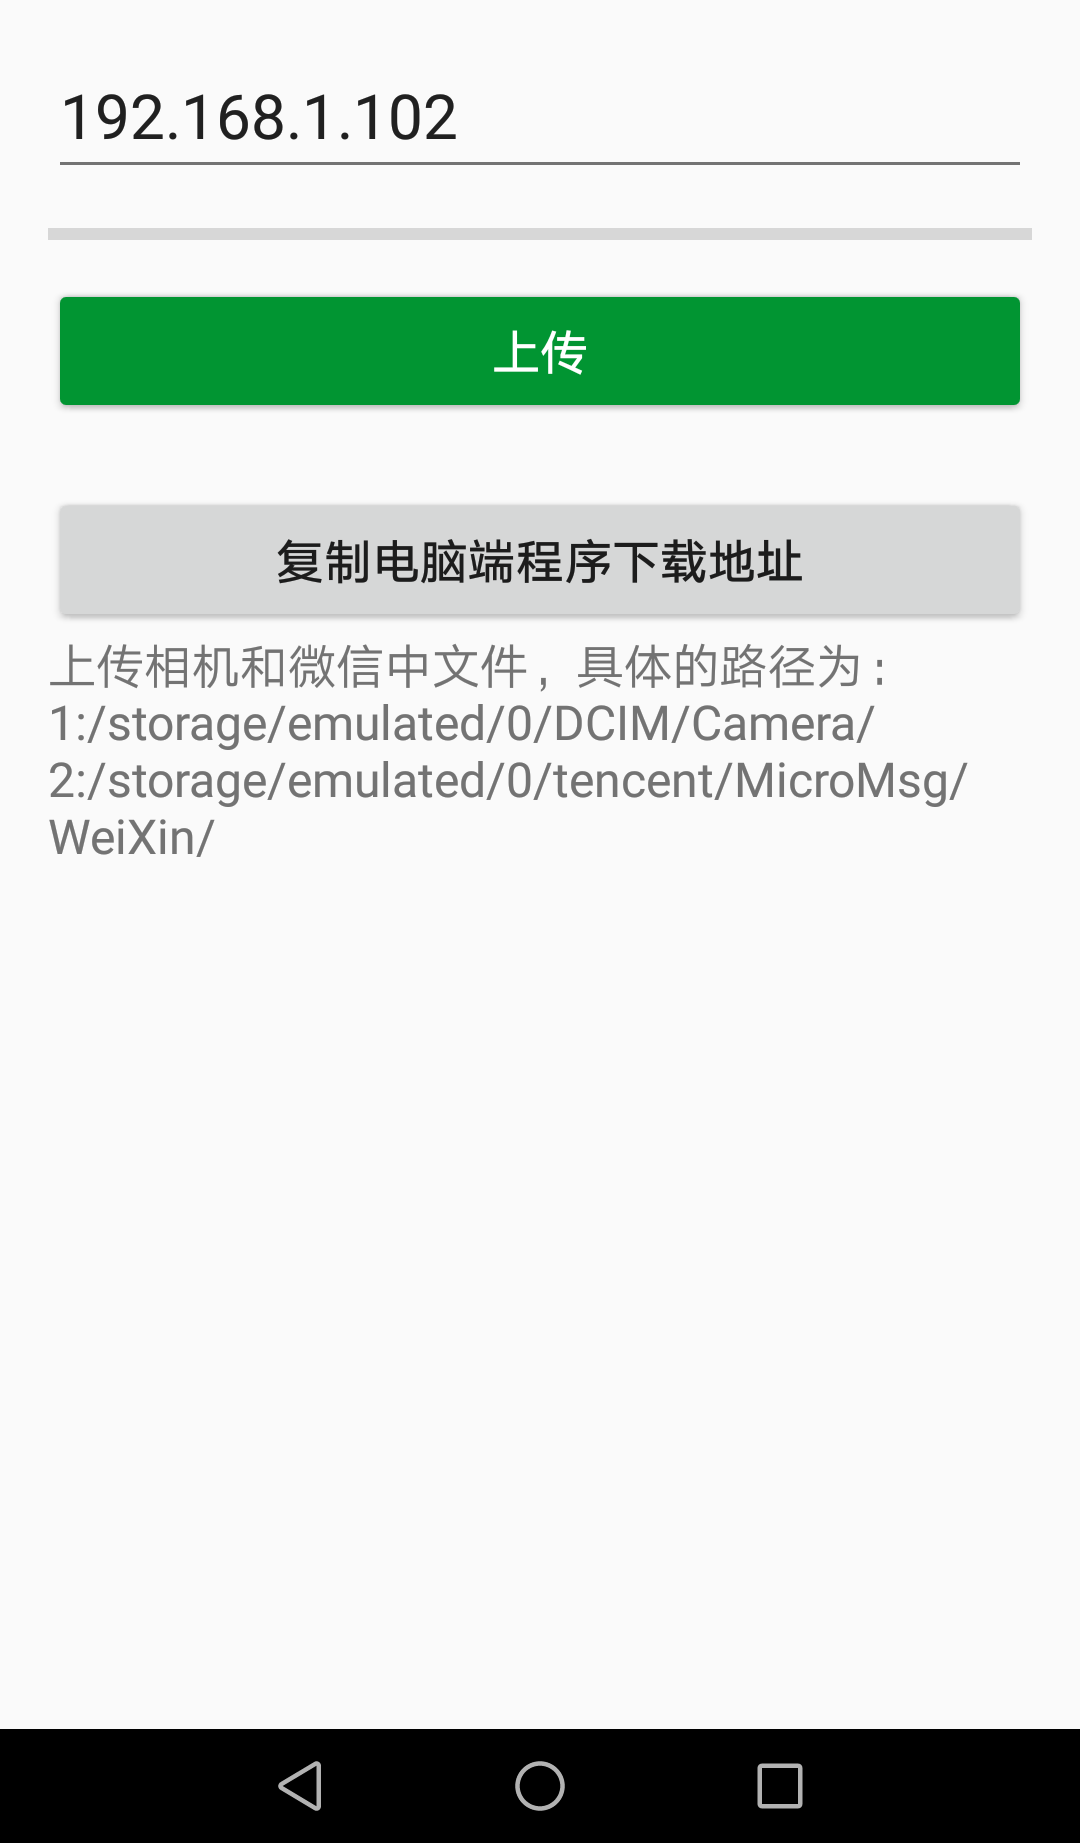 192.168.1.102
上传
复制电脑端程序下载地址
上传相机和微信中文件，具体的路径为：
1:/storage/emulated/0/DCIM/Camera/
2:/storage/emulated/0/tencent/MicroMsg/
WeiXin/